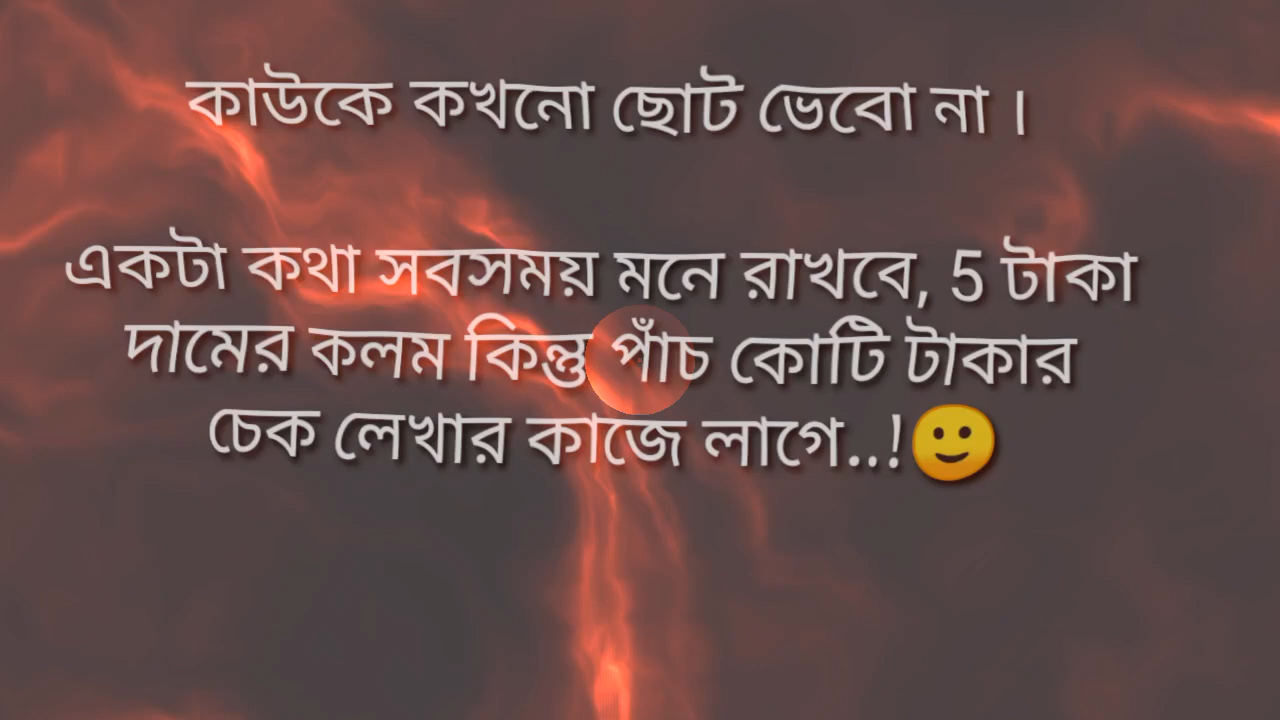 কাউকে কখনো ছোট ভেবো না ।
একটা কথা সবসময় মনে রাখবে, 5 টাকা
দামের কলম কিন্তু পাঁচ কোটি টাকার
চেক লেখার কাজে লাগে..!🙂